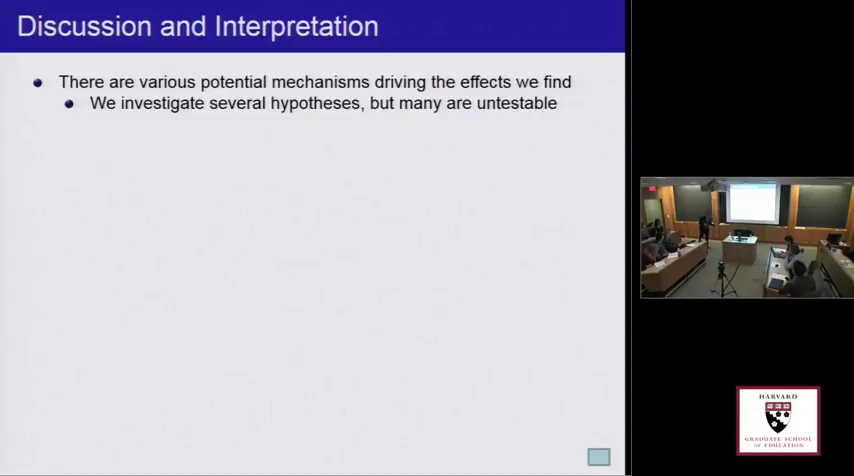 Discussion and Interpretation
There are various potential mechanisms driving the effects we find
We investigate several hypotheses, but many are untestable
HARVARD
GRADUATE SCHOOL
OF EDUCATION